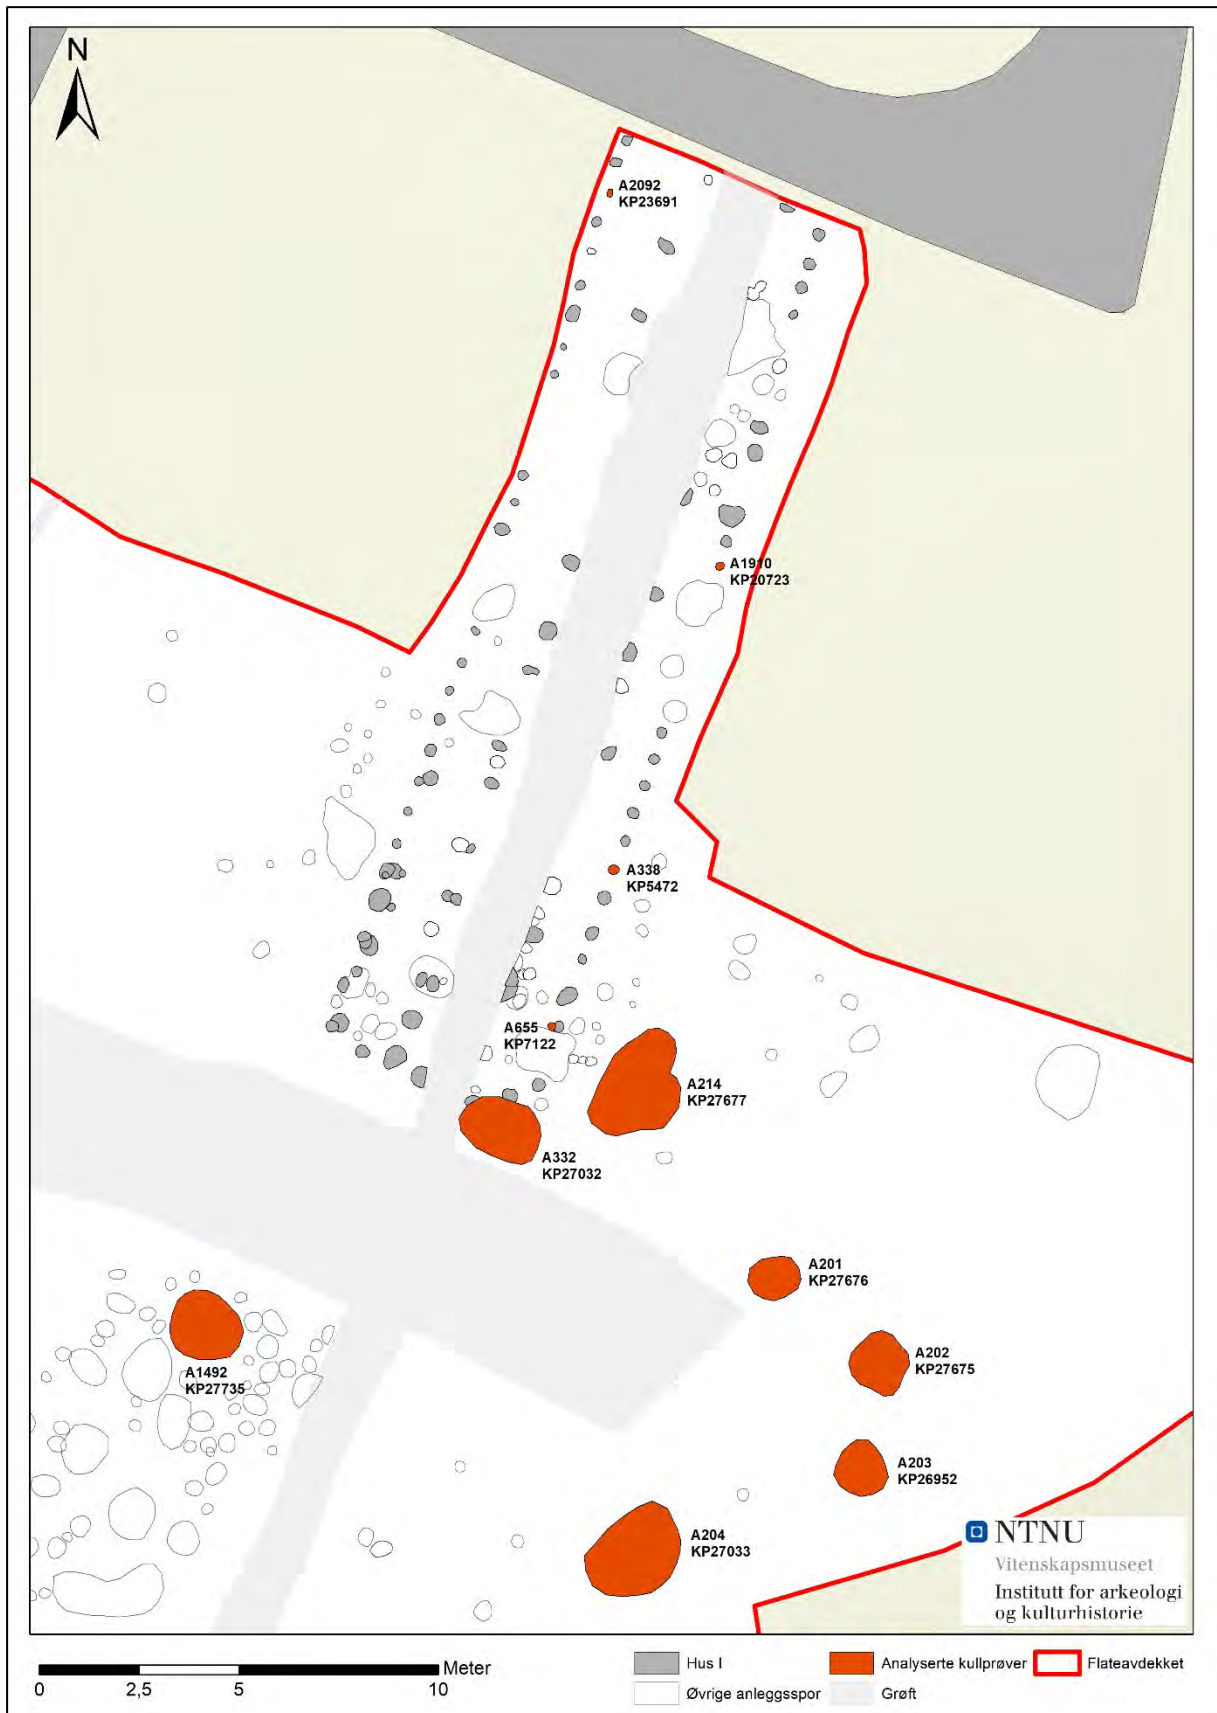 N
A2092
KP23691
A1910
KP20723
A338
KP5472
A655
KP7122
A214
KP27677
A332
KP27032
A201
KP27676
A202
KP27675
A1492
KP27735
A203
KP26952
A204
KP27033
NTNU
Vitenskapsmuseet
Institutt for arkeologi
og kulturhistorie
Meter
0 2,5 5 10
Hus I
Analyserte kullprøver
Flateavdekket
Øvrige anleggsspor
Grøft